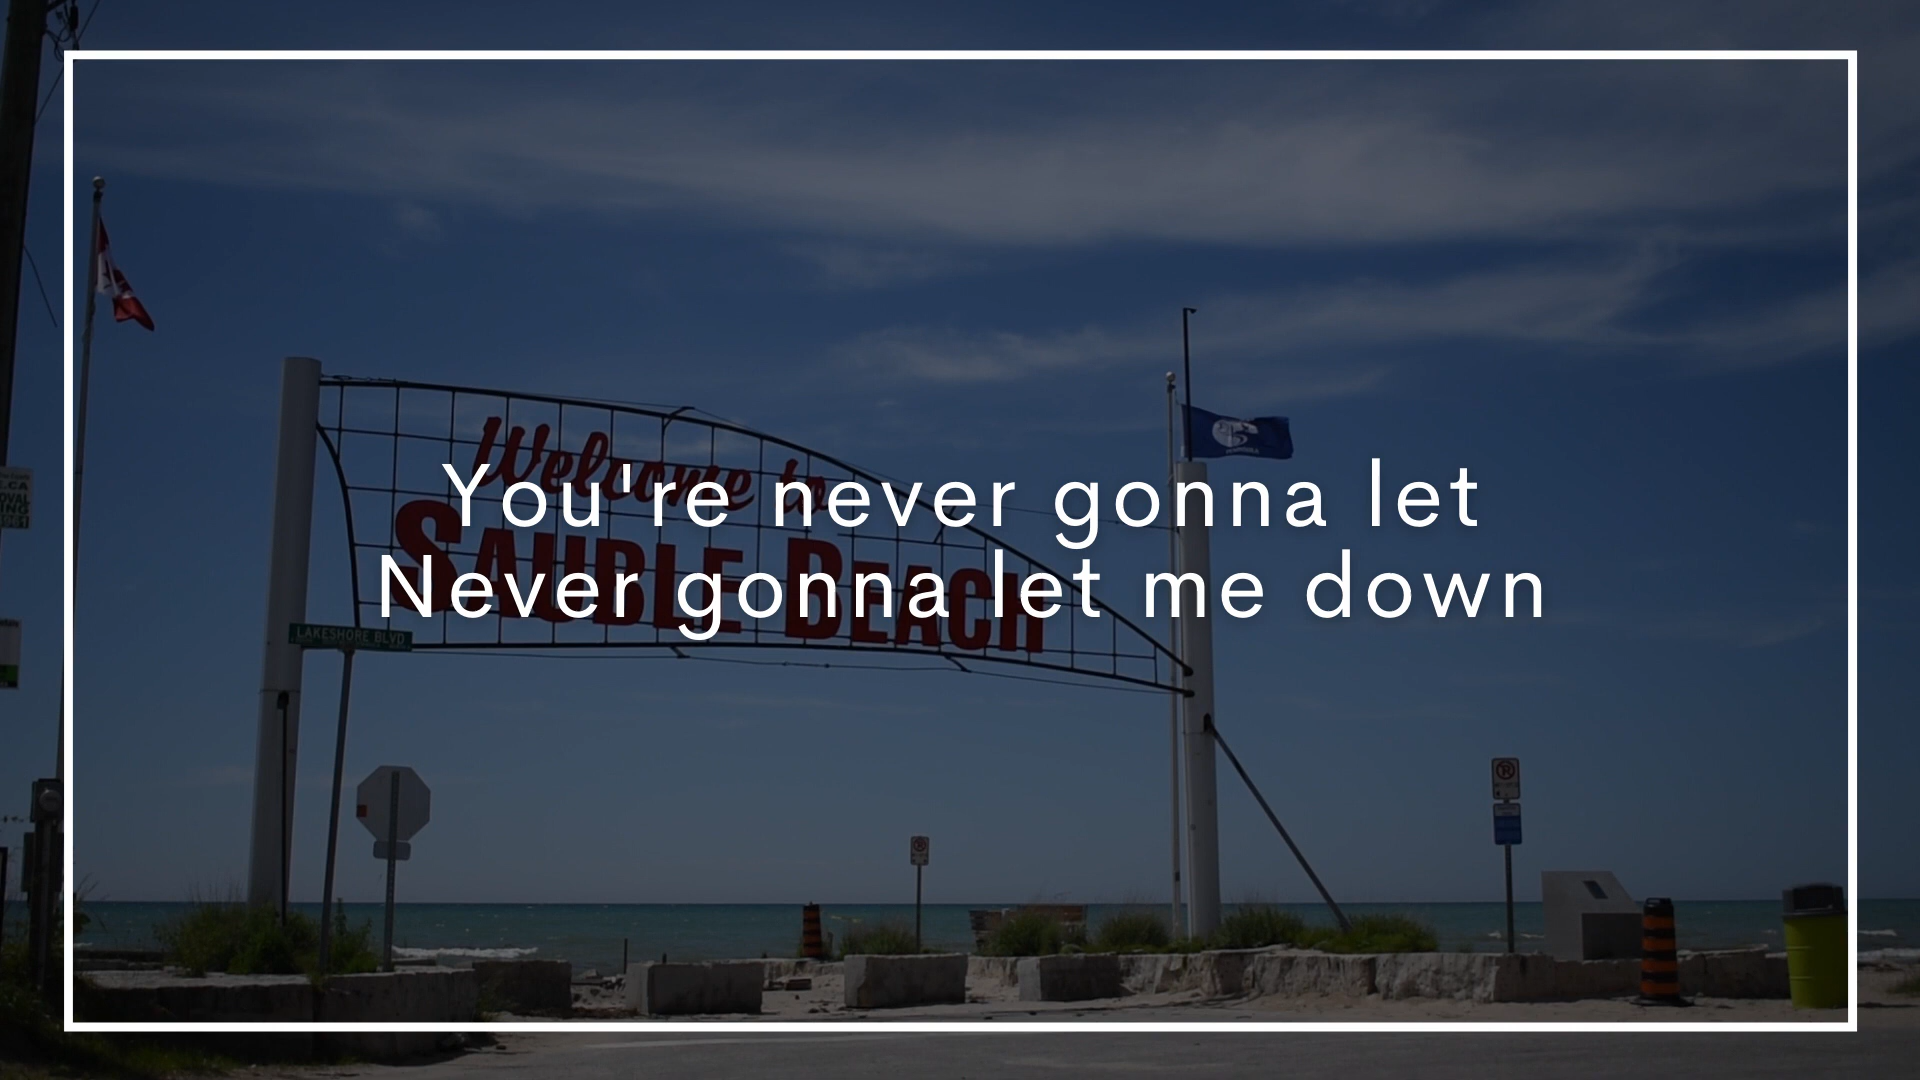 Welcome to
SAUBLE BEACH
You're never gonna let
Never gonna let me down
LAKESHORE BLVD